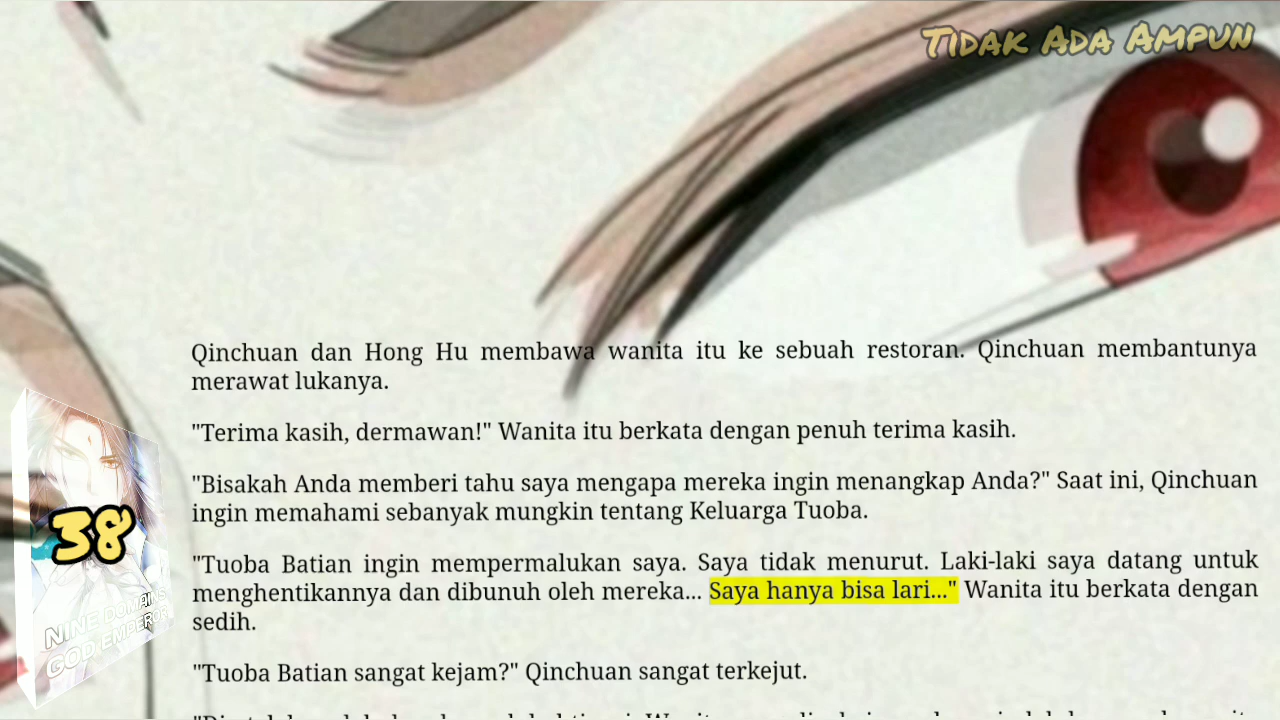 Tidak Ada Ampun
Qinchuan dan Hong Hu membawa wanita itu ke sebuah restoran. Qinchuan membantunya
merawat lukanya.
"Terima kasih, dermawan!" Wanita itu berkata dengan penuh terima kasih.
"Bisakah Anda memberi tahu saya mengapa mereka ingin menangkap Anda?" Saat ini, Qinchuan
ingin memahami sebanyak mungkin tentang Keluarga Tuoba.
"Tuoba Batian ingin mempermalukan saya. Saya tidak menurut. Laki-laki saya datang untuk
menghentikannya dan dibunuh oleh mereka... Saya hanya bisa lari..." Wanita itu berkata dengan
sedih.
"Tuoba Batian sangat kejam?" Qinchuan sangat terkejut.
38
NINE DOMAINS
GOD EMPEROR